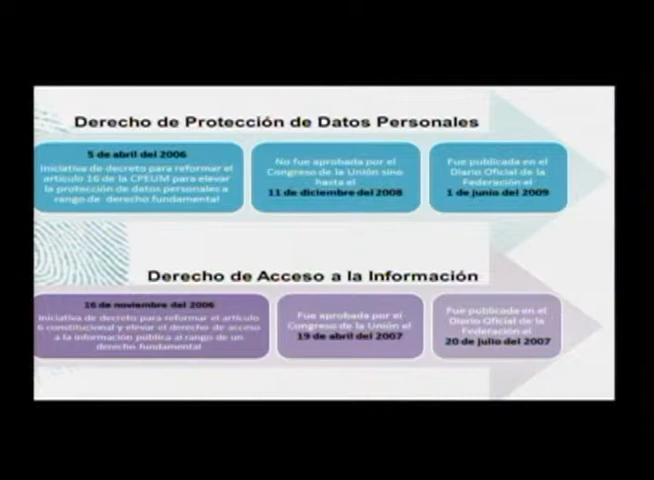 Derecho de Protección de Datos Personales
5 de abril del 2006
Iniciativa de decreto para reformar el
artículo 16 de la CPEUM para elevar
la protección de datos personales a
rango de derecho fundamental
No fue aprobada por el
Congreso de la Unión sino
hasta el
11 de diciembre del 2008
Fue publicada en el
Diario Oficial de la
Federación el
1 de junio del 2009
Derecho de Acceso a la Información
16 de noviembre del 2006
Iniciativa de decreto para reformar el artículo
6 constitucional y elevar el derecho de acceso
a la información pública al rango de un
derecho fundamental
Fue aprobada por el
Congreso de la Unión el
19 de abril del 2007
Fue publicada en el
Diario Oficial de la
Federación el
20 de julio del 2007